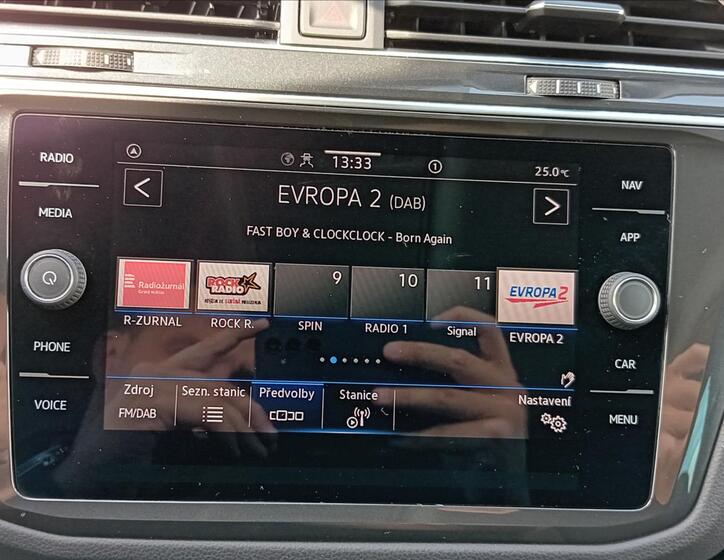 RADIO
MEDIA
PHONE
VOICE
13:33
1
25.0°C
EVROPA 2 (DAB)
FAST BOY & CLOCKCLOCK - Born Again
Radiožurnál
ROCK RADIO
9
10
11
EVROPA 2
R-ZURNAL
ROCK R.
SPIN
RADIO 1
Signal
EVROPA 2
Zdroj
FM/DAB
Sezn. stanic
Předvolby
Stanice
Nastavení
NAV
APP
CAR
MENU